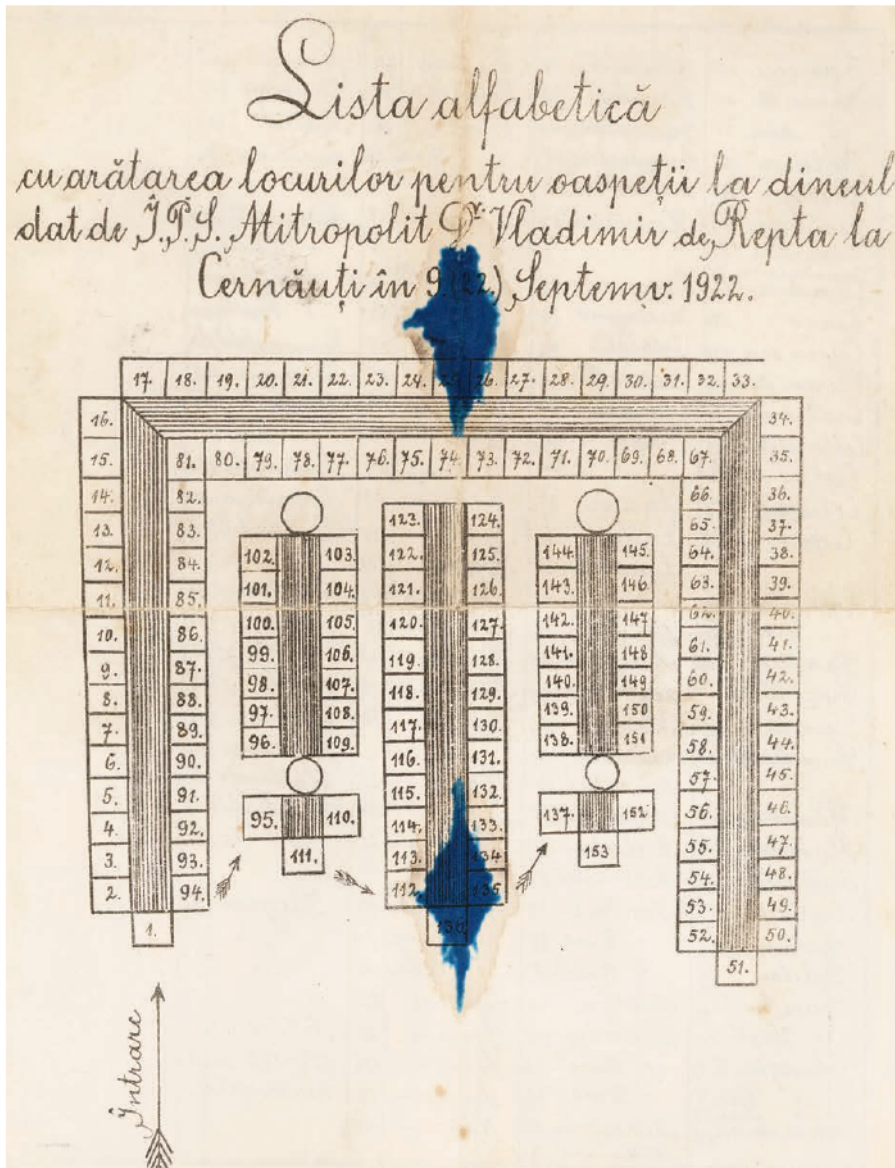 Lista alfabetică
cu arătarea locurilor pentru oaspeții la dineul
dat de Î.P.S. Mitropolit Dr. Vladimir de Repta la
Cernăuți în 9 (22.) Septemv. 1922.
17. 18. 19. 20. 21. 22. 23. 24. 25. 26. 27. 28. 29. 30. 31. 32. 33.
16. 34.
15. 81. 80. 79. 78. 77. 76. 75. 74. 73. 72. 71. 70. 69. 68. 67. 35.
14. 82. 66. 36.
13. 83. 123. 124. 65. 37.
12. 84. 102. 103. 122. 125. 144. 145. 64. 38.
11. 85. 101. 104. 121. 126. 143. 146. 63. 39.
10. 86. 100. 105. 120. 127. 142. 147 62. 40.
9. 87. 99. 106. 119. 128. 141. 148 61. 41.
8. 88. 98. 107. 118. 129. 140. 149 60. 42.
7. 89. 97. 108. 117. 130. 139. 150 59. 43.
6. 90. 96. 109. 116. 131. 138. 151 58. 44.
5. 91. 115. 132. 57. 45.
4. 92. 95. 110. 114. 133. 137. 152 56. 46.
3. 93. 111. 113. 134 153 55. 47.
2. 94. 112. 135 54. 48.
53. 49.
1. 136. 52. 50.
51.
Întrare